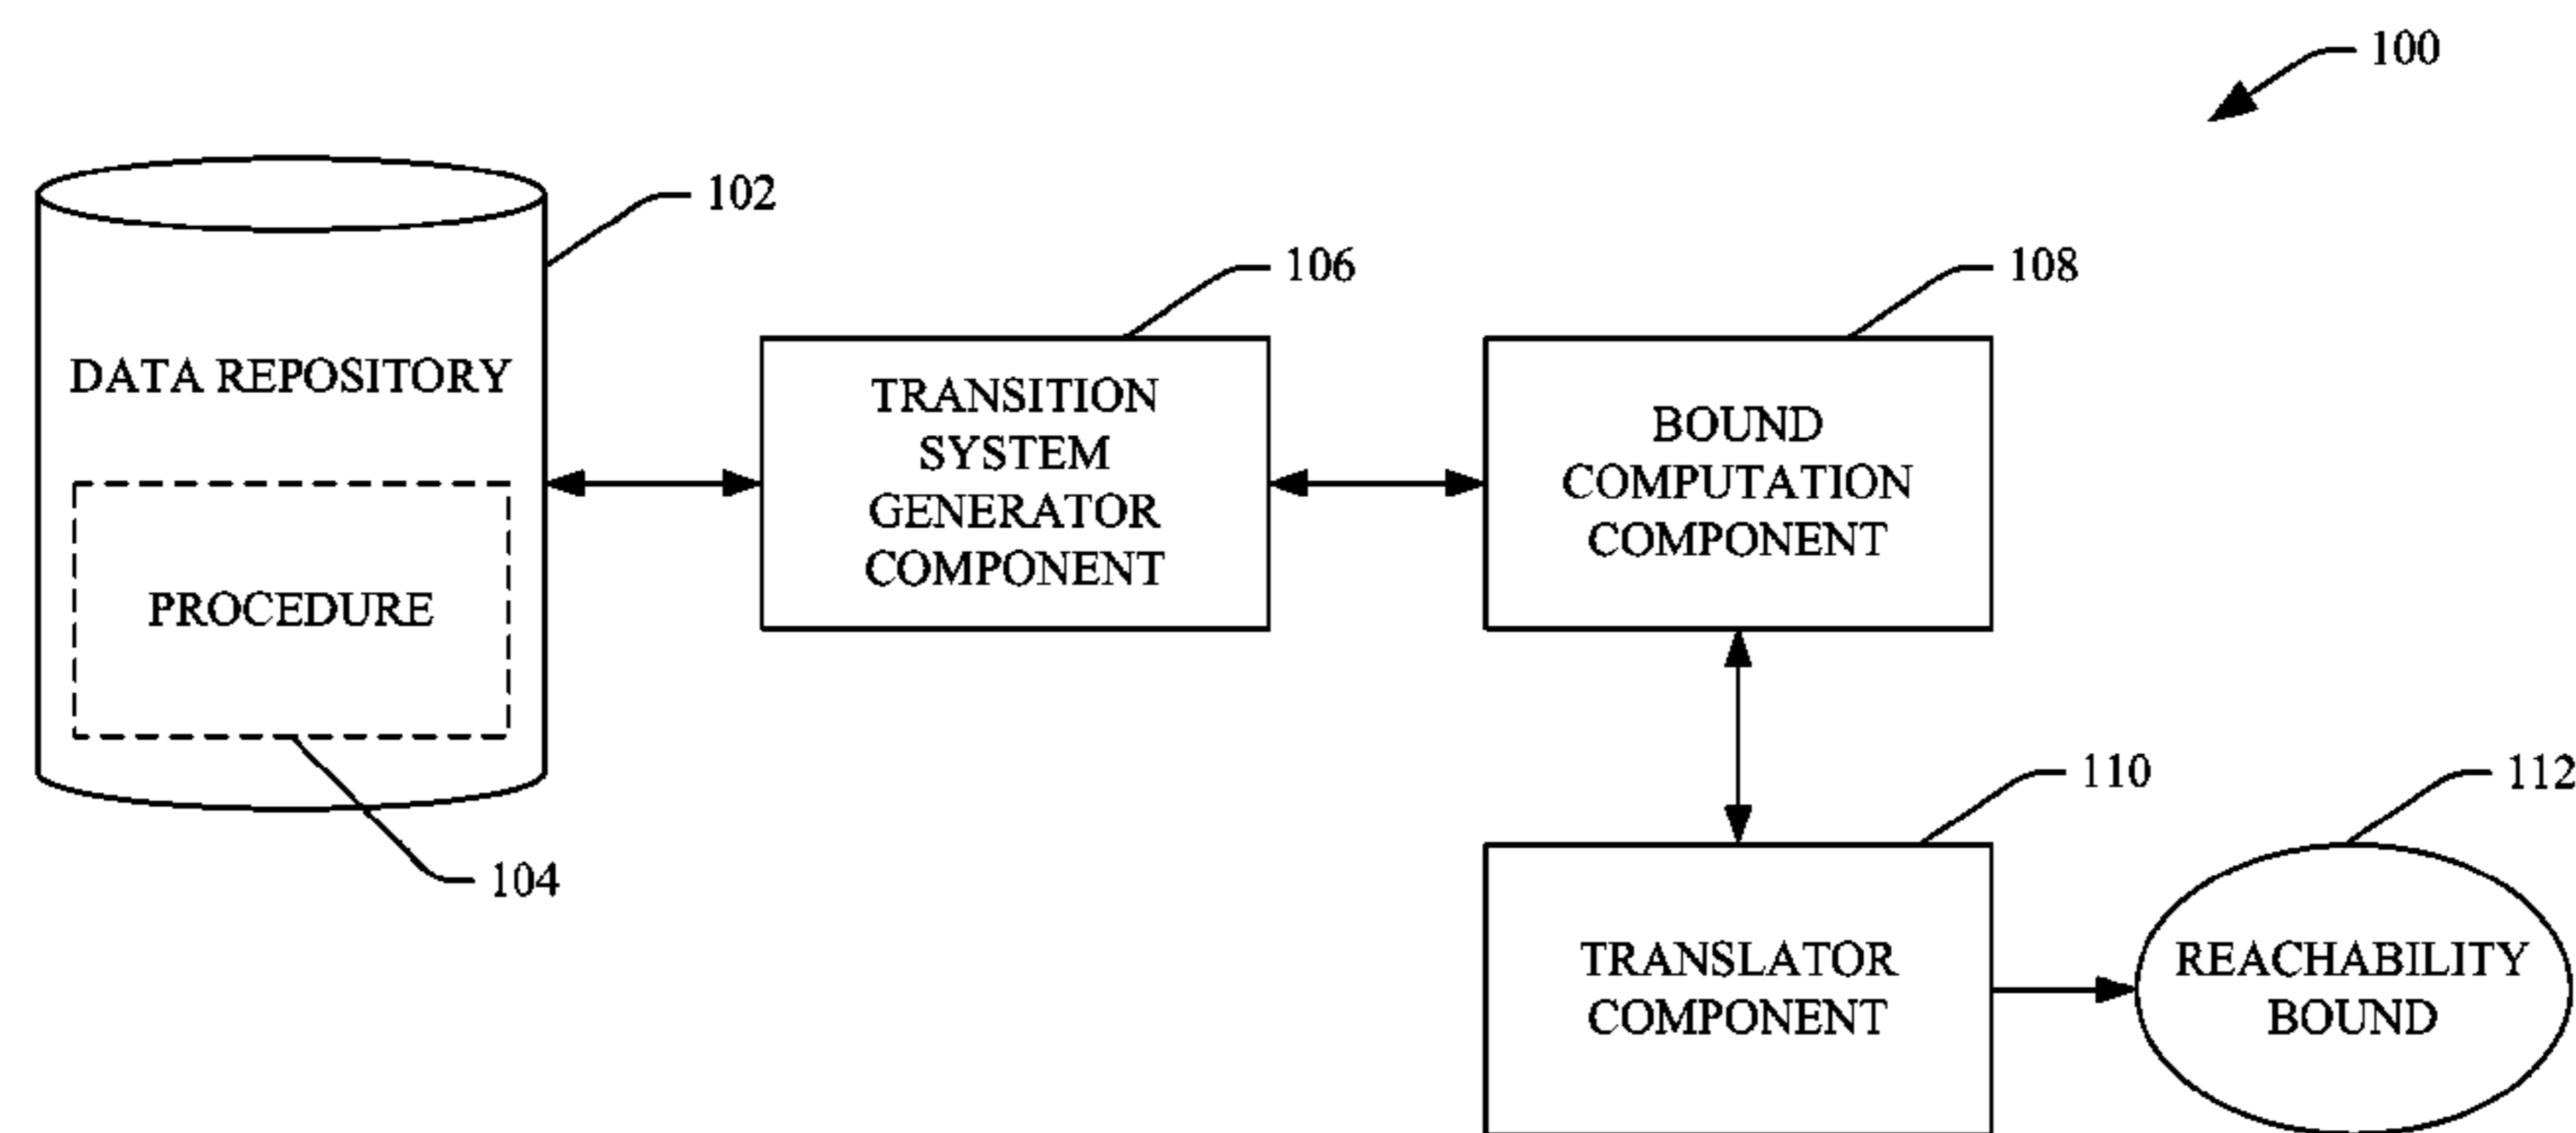 100
102
106
108
DATA REPOSITORY
TRANSITION
SYSTEM
GENERATOR
COMPONENT
BOUND
COMPUTATION
COMPONENT
PROCEDURE
104
110
112
TRANSLATOR
COMPONENT
REACHABILITY
BOUND